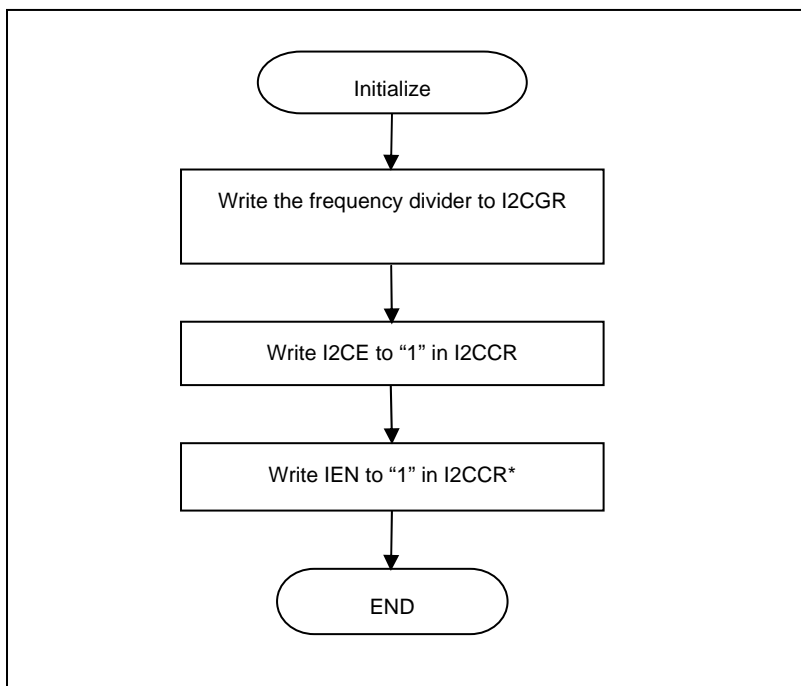 Initialize
Write the frequency divider to I2CGR
Write I2CE to “1” in I2CCR
Write IEN to “1” in I2CCR*
END